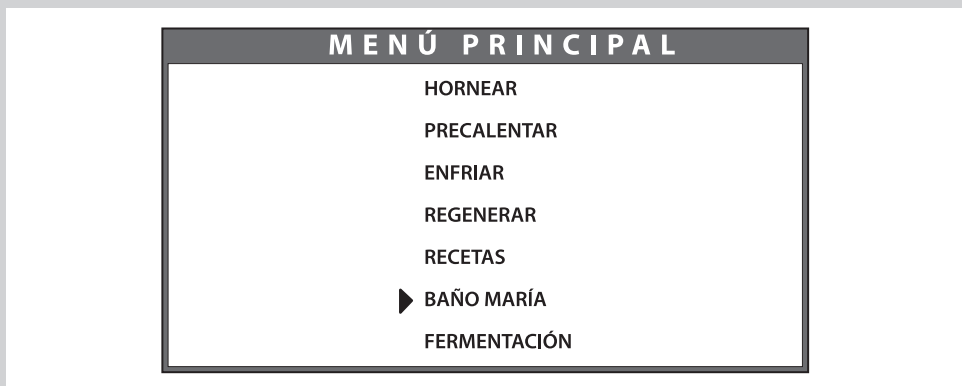 MENÚ PRINCIPAL
HORNEAR
PRECALENTAR
ENFRIAR
REGENERAR
RECETAS
BAÑO MARÍA
FERMENTACIÓN